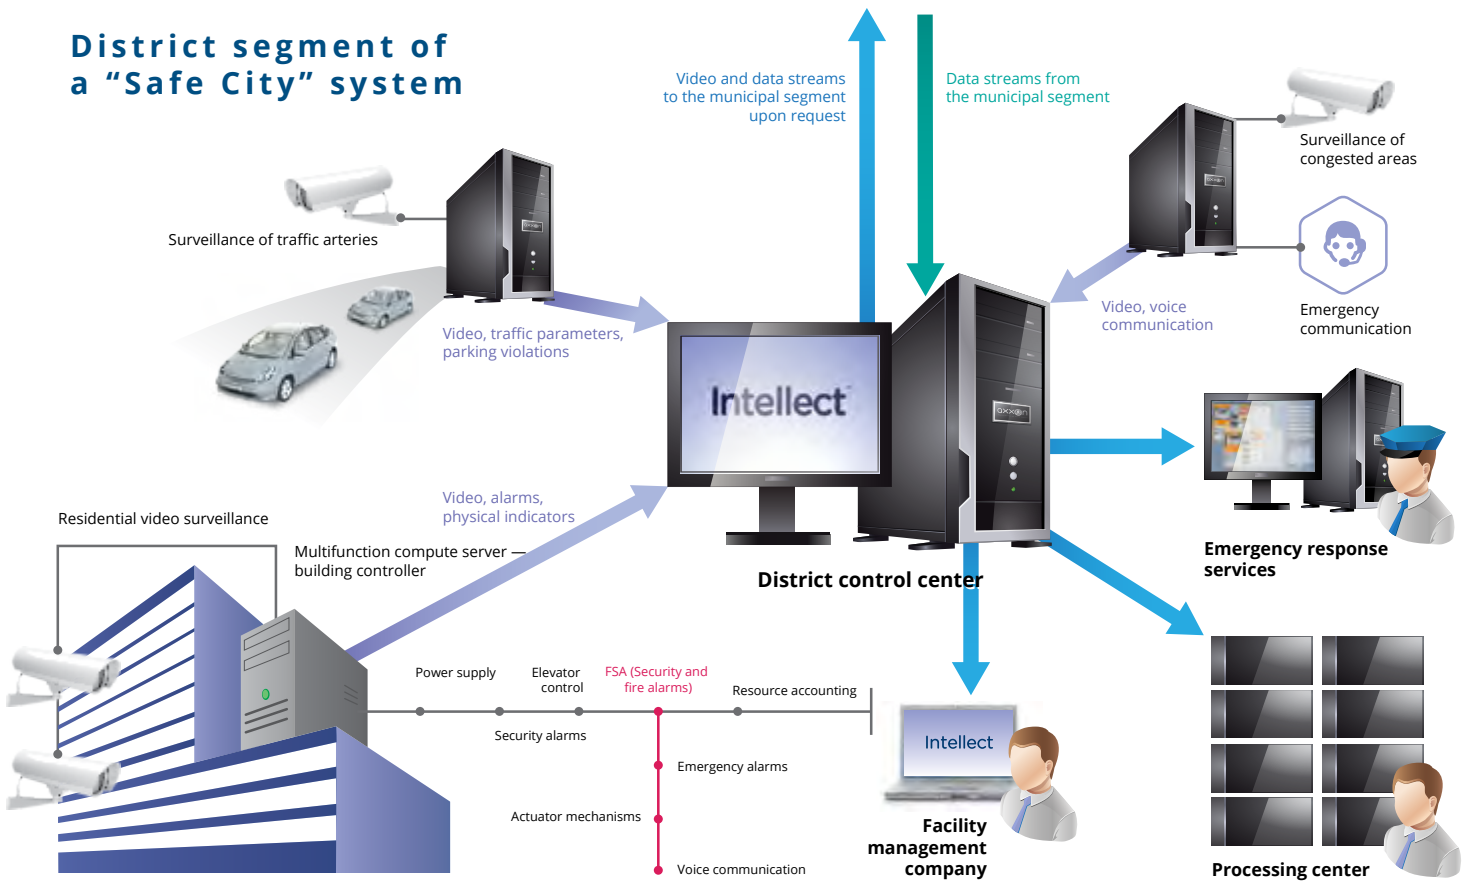 District segment of
a “Safe City” system
Video and data streams
to the municipal segment
upon request
Data streams from
the municipal segment
Surveillance of
congested areas
Surveillance of traffic arteries
axxon
axxon
Video, traffic parameters,
parking violations
Video, voice
communication
Emergency
communication
Intellect
axxon
Video, alarms,
physical indicators
Residential video surveillance
Multifunction compute server —
building controller
District control center
Emergency response
services
Power supply
Elevator
control
FSA (Security and
fire alarms)
Resource accounting
Security alarms
Intellect
Emergency alarms
Actuator mechanisms
Voice communication
Facility
management
company
Processing center